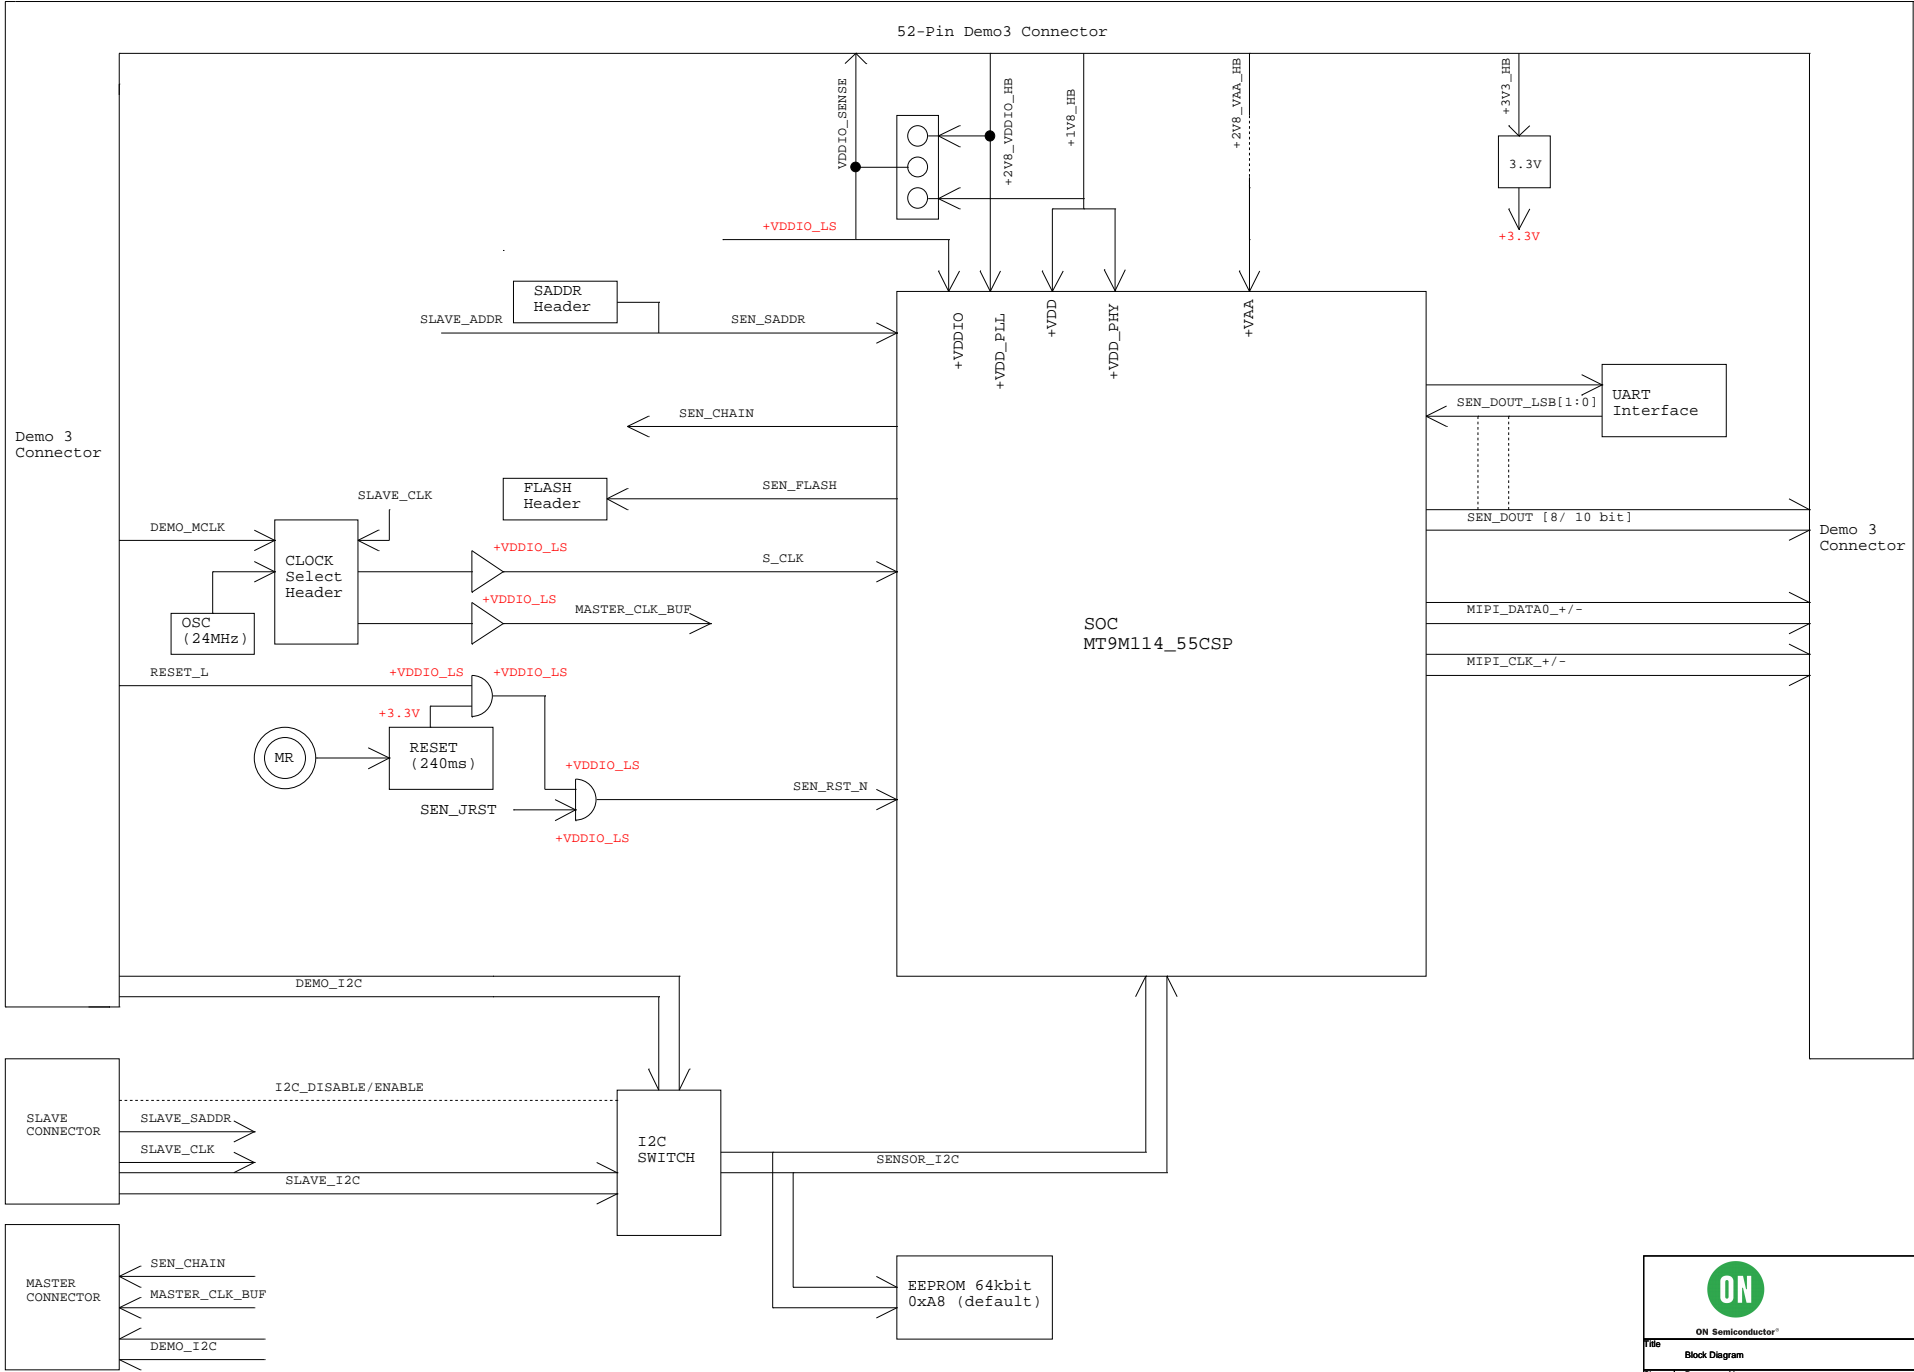 52-Pin Demo3 Connector
VDDIO_SENSE
+2V8_VDDIO_HB
+1V8_HB
+2V8_VAA_HB
+3V3_HB
3.3V
+3.3V
+VDDIO_LS
SADDR
Header
SLAVE_ADDR
SEN_SADDR
+VDDIO
+VDD_PLL
+VDD
+VDD_PHY
+VAA
UART
Interface
SEN_DOUT_LSB[1:0]
SEN_CHAIN
Demo 3
Connector
FLASH
Header
SEN_FLASH
SLAVE_CLK
DEMO_MCLK
SEN_DOUT [8/ 10 bit]
Demo 3
Connector
CLOCK
Select
Header
+VDDIO_LS
S_CLK
+VDDIO_LS
MASTER_CLK_BUF
OSC
(24MHz)
MIPI_DATA0_+/-
SOC
MT9M114_55CSP
MIPI_CLK_+/-
RESET_L
+VDDIO_LS
+VDDIO_LS
+3.3V
MR
RESET
(240ms)
+VDDIO_LS
SEN_JRST
SEN_RST_N
+VDDIO_LS
DEMO_I2C
I2C_DISABLE/ENABLE
SLAVE
CONNECTOR
SLAVE_SADDR
SLAVE_CLK
SLAVE_I2C
I2C
SWITCH
SENSOR_I2C
MASTER
CONNECTOR
SEN_CHAIN
MASTER_CLK_BUF
DEMO_I2C
EEPROM 64kbit
0xA8 (default)
ON
ON Semiconductor®
Title
Block Diagram